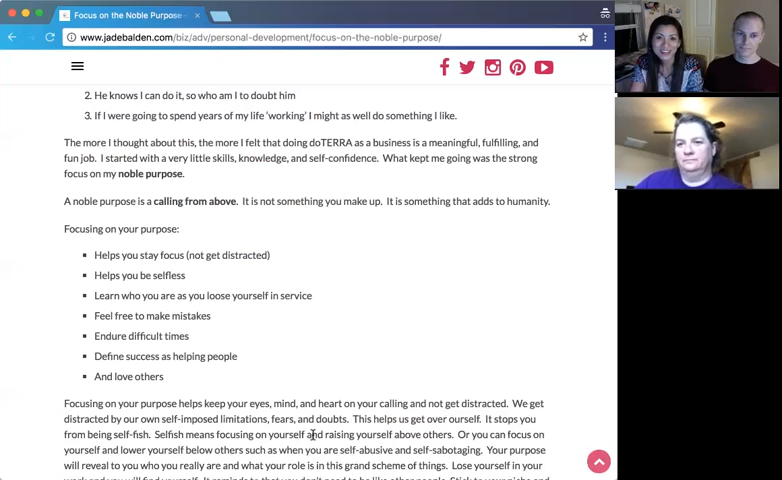 Focus on the Noble Purpose
www.jadebalden.com/biz/adv/personal-development/focus-on-the-noble-purpose/
2. He knows I can do it, so who am I to doubt him
3. If I were going to spend years of my life ‘working’ I might as well do something I like.
The more I thought about this, the more I felt that doing doTERRA as a business is a meaningful, fulfilling, and
fun job. I started with a very little skills, knowledge, and self-confidence. What kept me going was the strong
focus on my noble purpose.
A noble purpose is a calling from above. It is not something you make up. It is something that adds to humanity.
Focusing on your purpose:
Helps you stay focus (not get distracted)
Helps you be selfless
Learn who you are as you loose yourself in service
Feel free to make mistakes
Endure difficult times
Define success as helping people
And love others
Focusing on your purpose helps keep your eyes, mind, and heart on your calling and not get distracted. We get
distracted by our own self-imposed limitations, fears, and doubts. This helps us get over ourself. It stops you
from being self-fish. Selfish means focusing on yourself and raising yourself above others. Or you can focus on
yourself and lower yourself below others such as when you are self-abusive and self-sabotaging. Your purpose
will reveal to you who you really are and what your role is in this grand scheme of things. Lose yourself in your